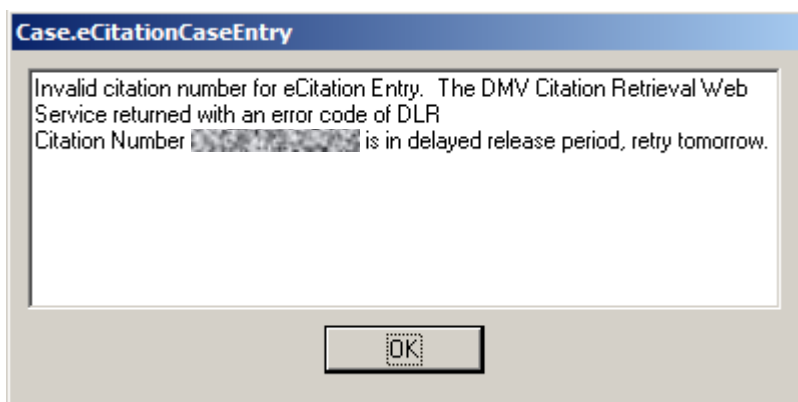 Case.eCitationCaseEntry
Invalid citation number for eCitation Entry.  The DMV Citation Retrieval Web
Service returned with an error code of DLR
Citation Number is in delayed release period, retry tomorrow.
OK